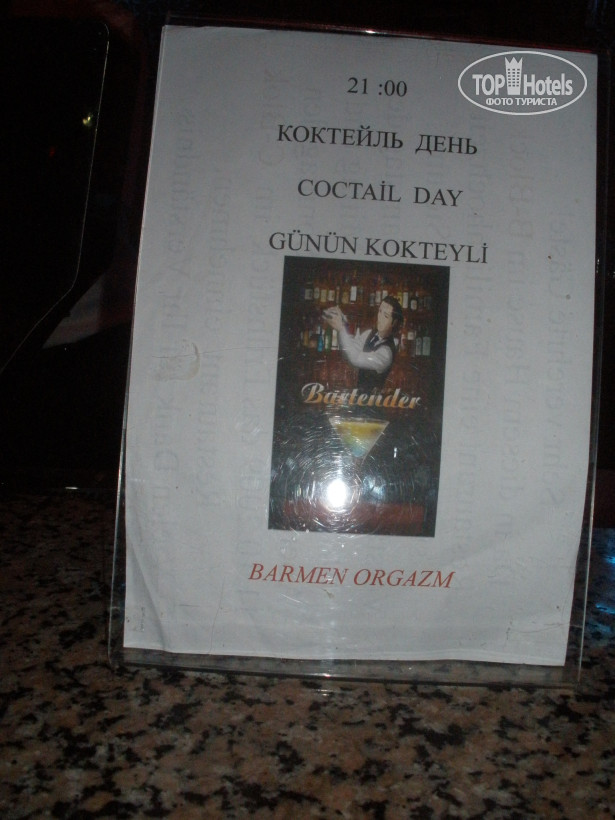 TOP Hotels
ФОТО ТУРИСТА
21 :00
КОКТЕЙЛЬ ДЕНЬ
COCTAİL DAY
GÜNÜN KOKTEYLİ
Bartender
BARMEN ORGAZM